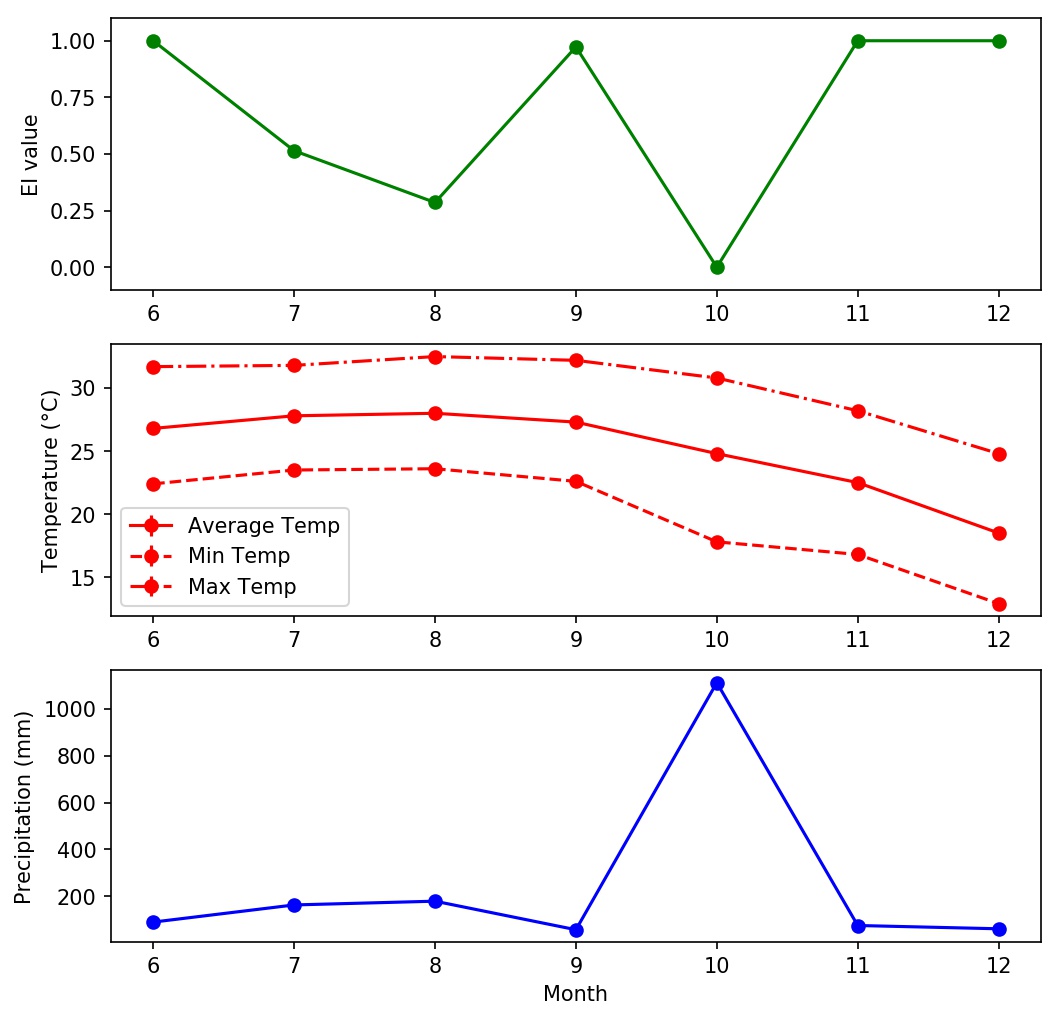 1.00
0.75
0.50
0.25
0.00
EI value
6 7 8 9 10 11 12
30
25
20
15
Temperature (°C)
Average Temp
Min Temp
Max Temp
6 7 8 9 10 11 12
1000
800
600
400
200
Precipitation (mm)
6 7 8 9 10 11 12
Month